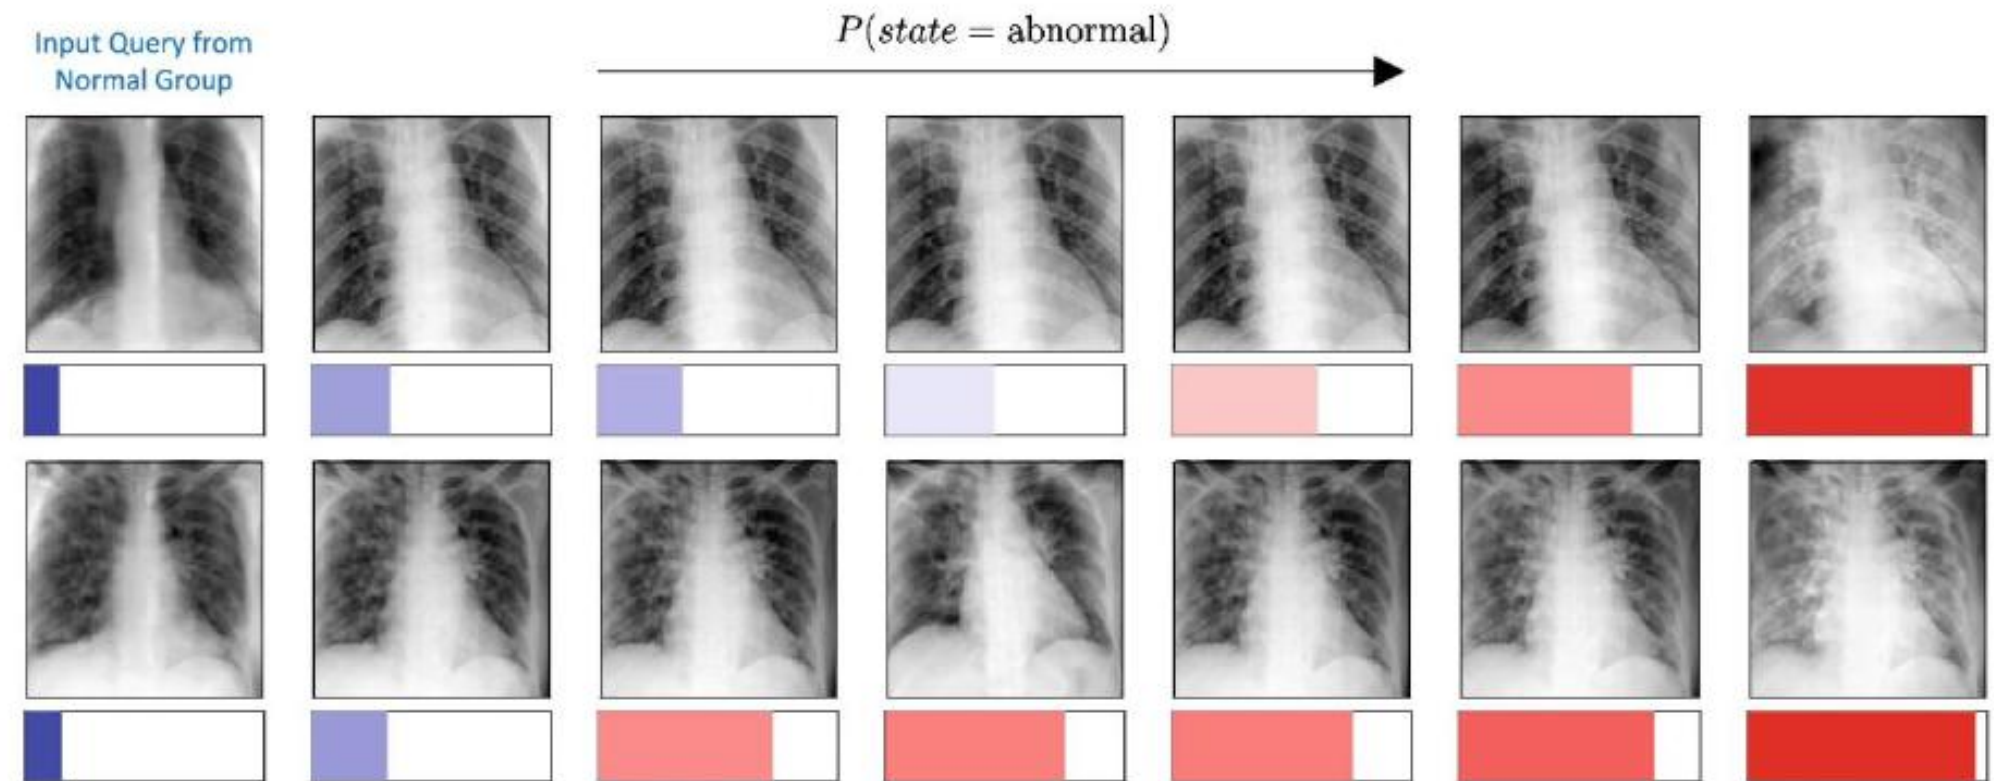 Input Query from
Normal Group
P(state = abnormal)